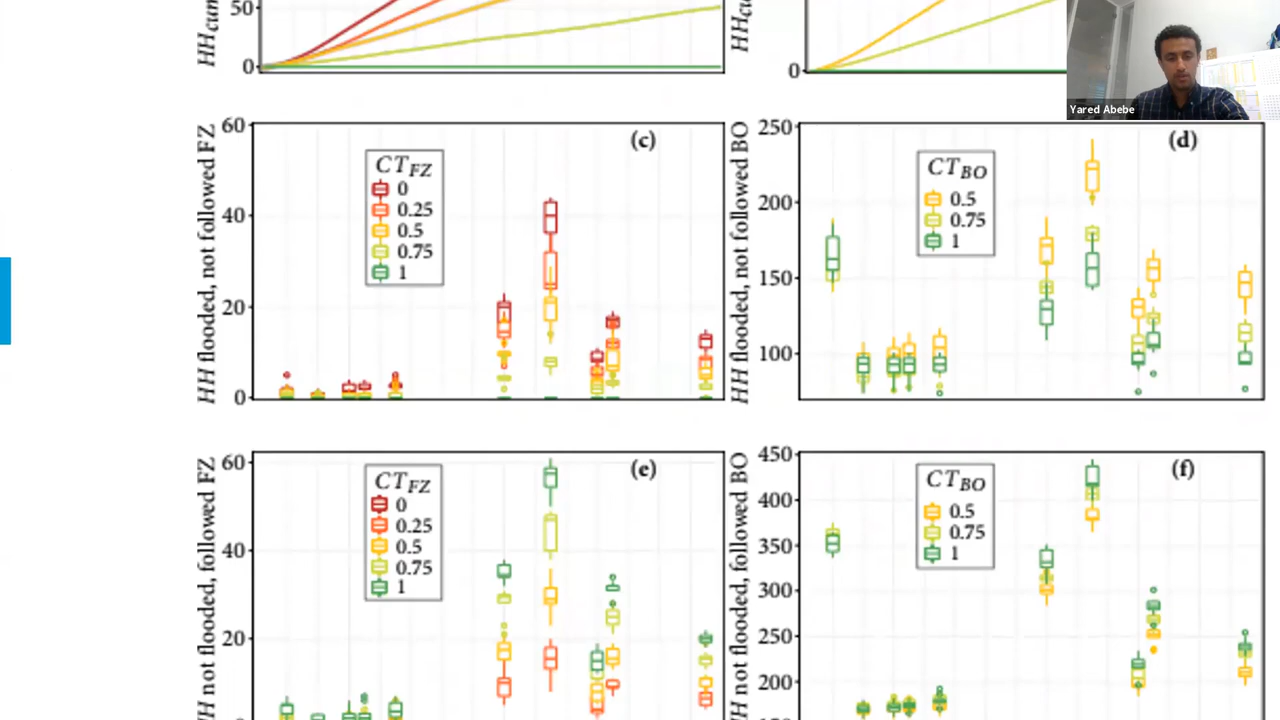 HHcum
50
0
HHcu
0
Yared Abebe
HH flooded, not followed FZ
60
40
20
0
(c)
CTFZ
0
0.25
0.5
0.75
1
HH flooded, not followed BO
250
200
150
100
(d)
CTBO
0.5
0.75
1
HH not flooded, followed FZ
60
40
20
(e)
CTFZ
0
0.25
0.5
0.75
1
HH not flooded, followed BO
450
400
350
300
250
200
(f)
CTBO
0.5
0.75
1